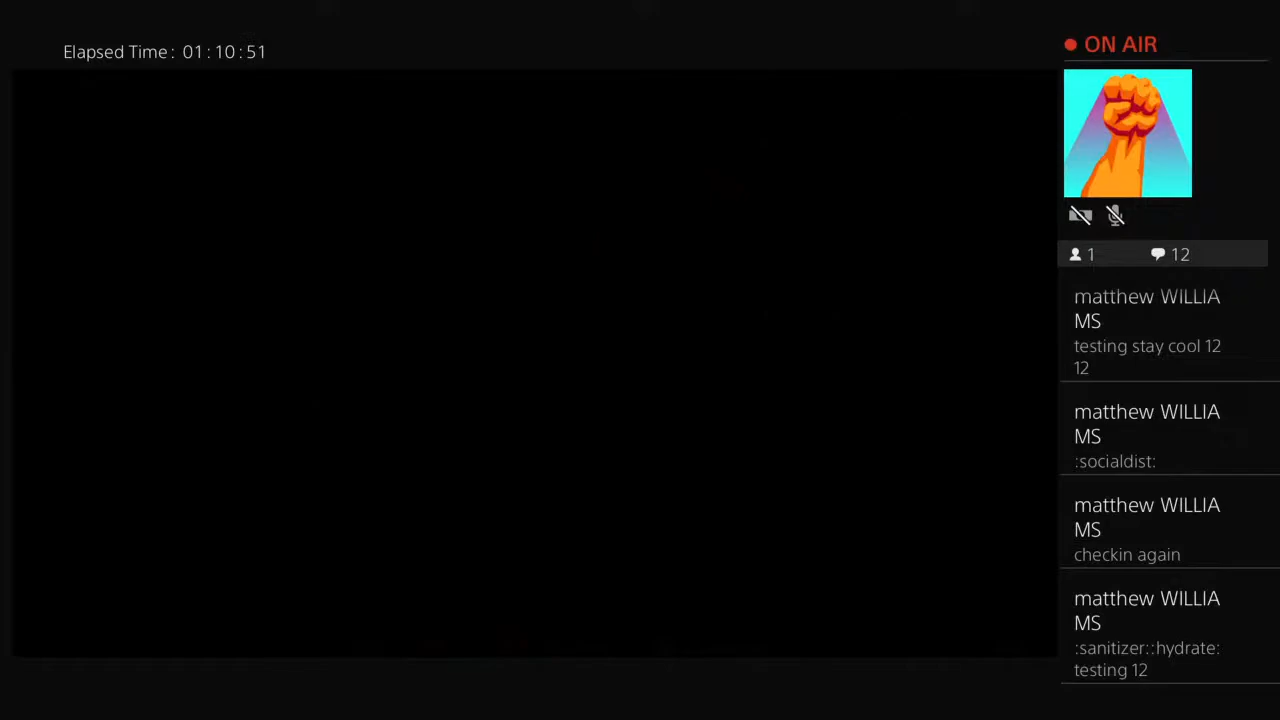 Elapsed Time: 01:10:51
ON AIR
1 12
matthew WILLIA
MS
testing stay cool 12
12
matthew WILLIA
MS
:socialdist:
matthew WILLIA
MS
checkin again
matthew WILLIA
MS
:sanitizer::hydrate:
testing 12